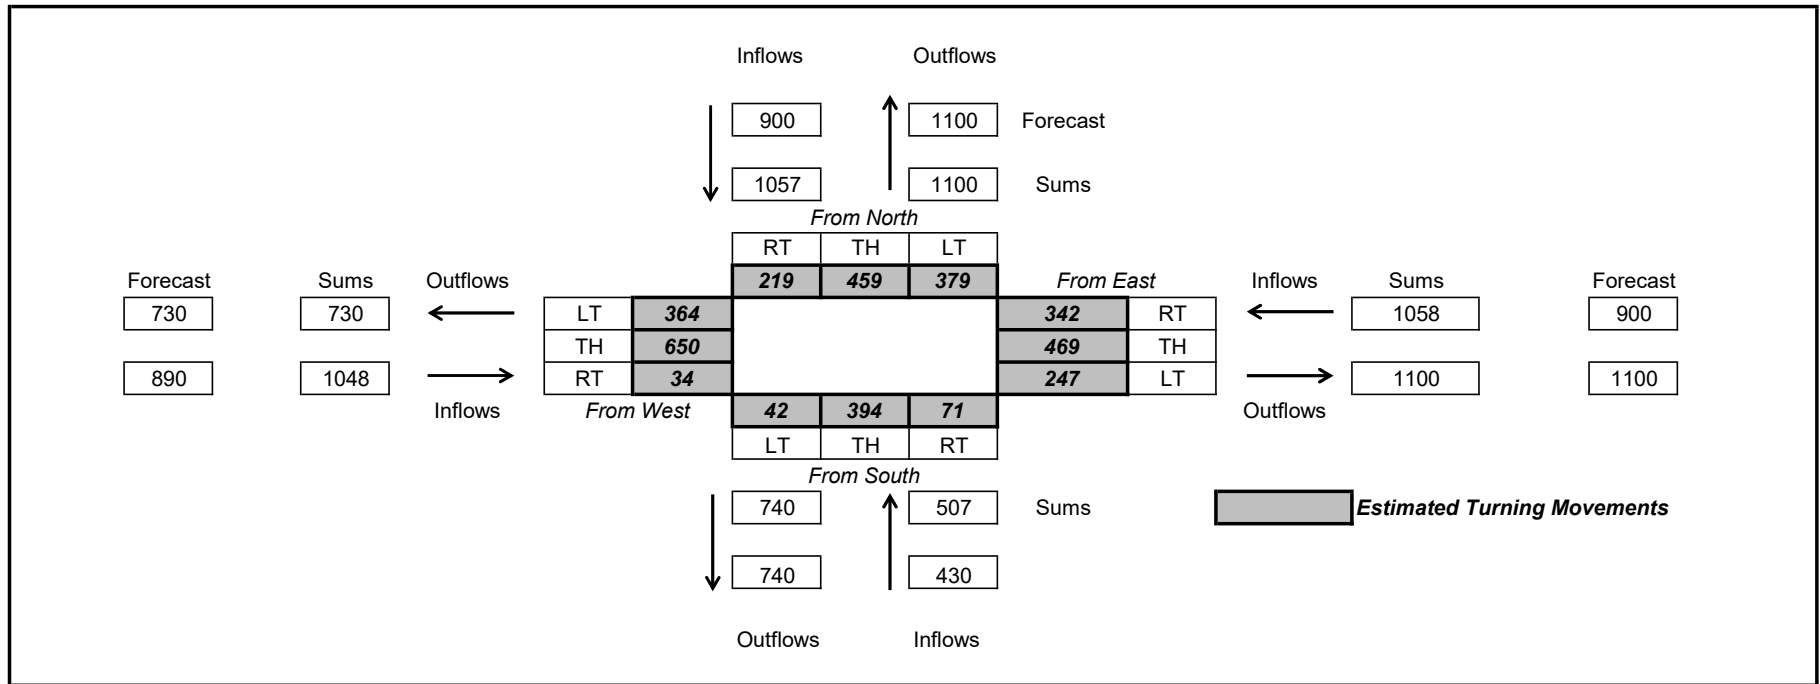 Inflows Outflows
900 1100 Forecast
1057 1100 Sums
From North
RT TH LT
Forecast Sums Outflows 219 459 379 From East Inflows Sums Forecast
730 730 LT 364 342 RT 1058 900
TH 650 469 TH
890 1048 RT 34 247 LT 1100 1100
Inflows From West 42 394 71 Outflows
LT TH RT
From South
740 507 Sums Estimated Turning Movements
740 430
Outflows Inflows